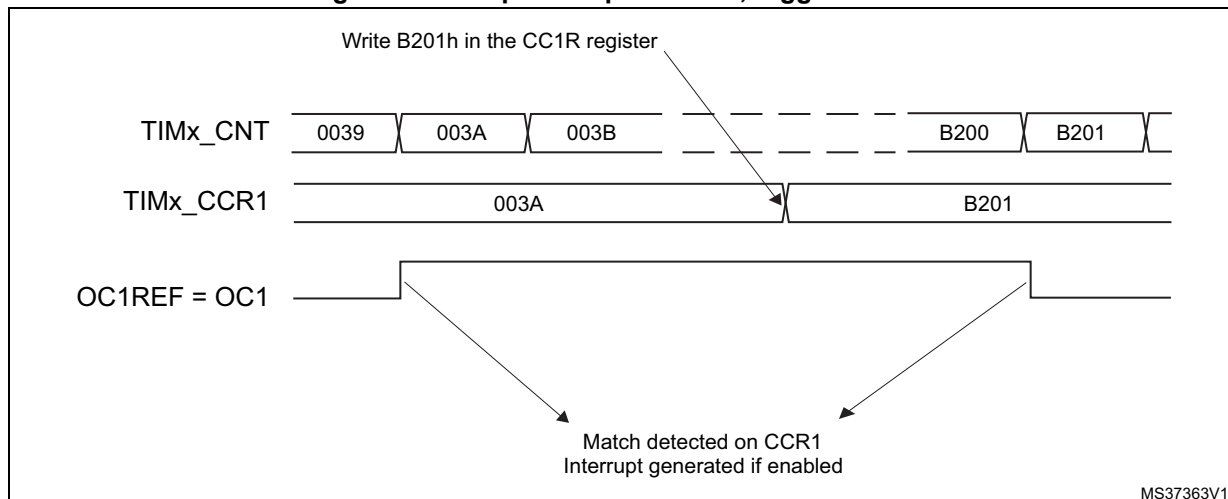 Write B201h in the CC1R register
TIMx_CNT 0039 003A 003B B200 B201
TIMx_CCR1 003A B201
OC1REF = OC1
Match detected on CCR1
Interrupt generated if enabled
MS37363V1